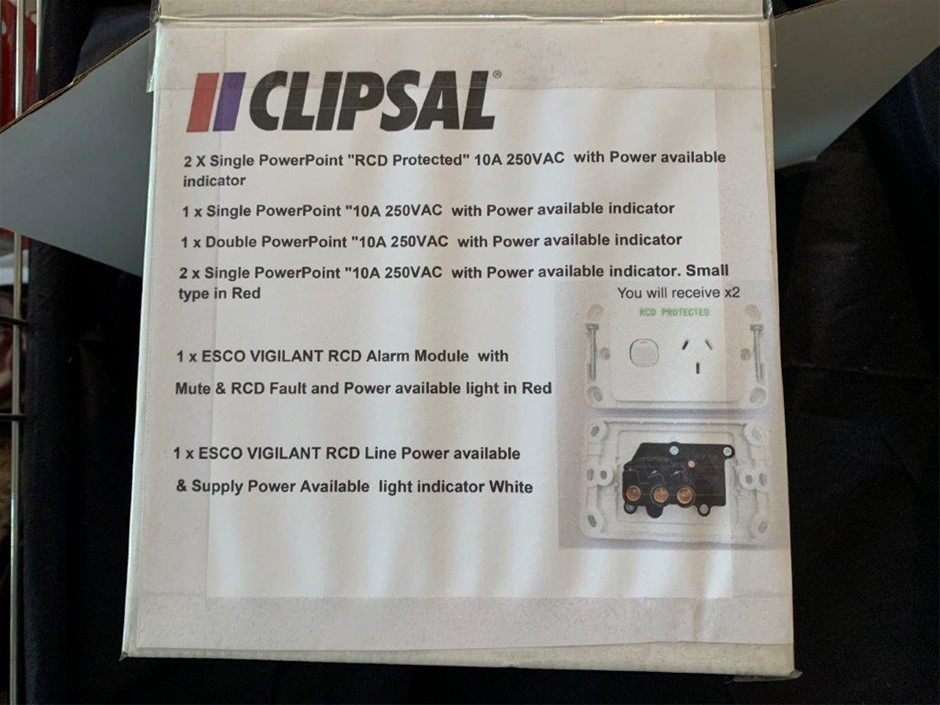 CLIPSAL®
2 X Single PowerPoint "RCD Protected" 10A 250VAC with Power available
indicator
1 x Single PowerPoint "10A 250VAC with Power available indicator
1 x Double PowerPoint "10A 250VAC with Power available indicator
2 x Single PowerPoint "10A 250VAC with Power available indicator. Small
type in Red
You will receive x2
RCD PROTECTED
1 x ESCO VIGILANT RCD Alarm Module with
Mute & RCD Fault and Power available light in Red
1 x ESCO VIGILANT RCD Line Power available
& Supply Power Available light indicator White